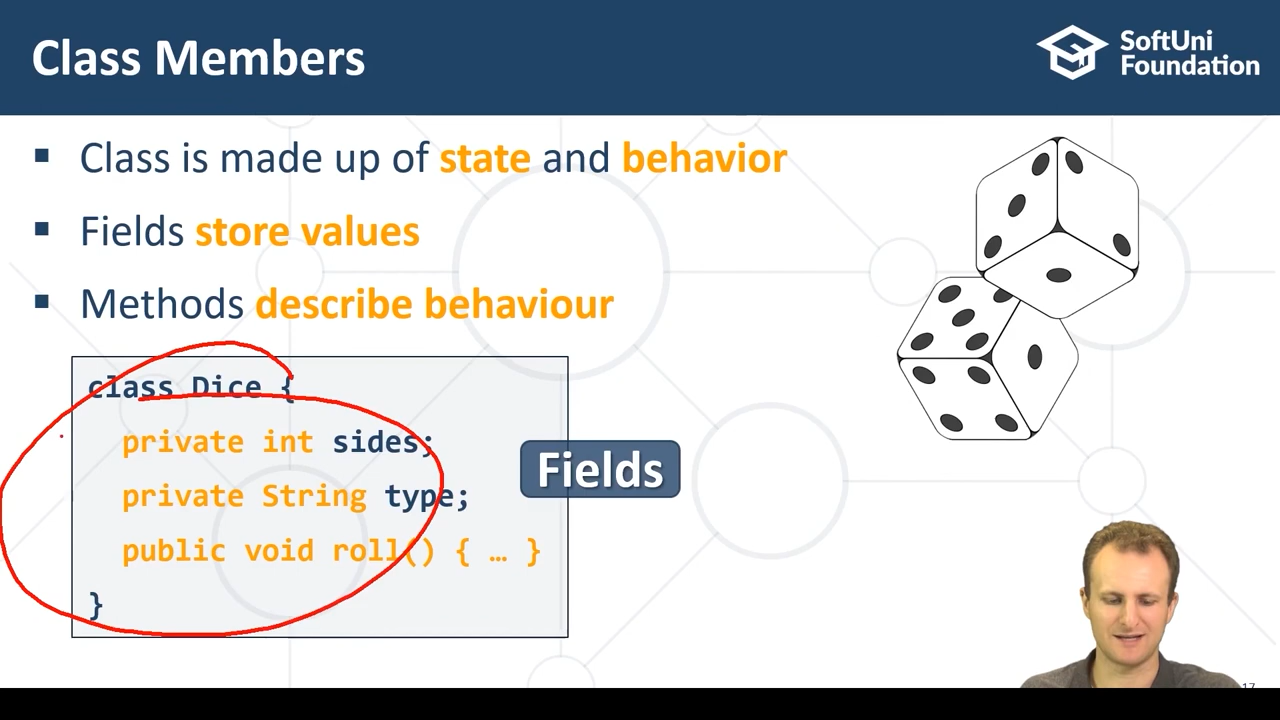 Class Members
SoftUni
Foundation
▪ Class is made up of state and behavior
▪ Fields store values
▪ Methods describe behaviour
class Dice {
private int sides;
private String type;
public void roll() { … }
}
Fields
17